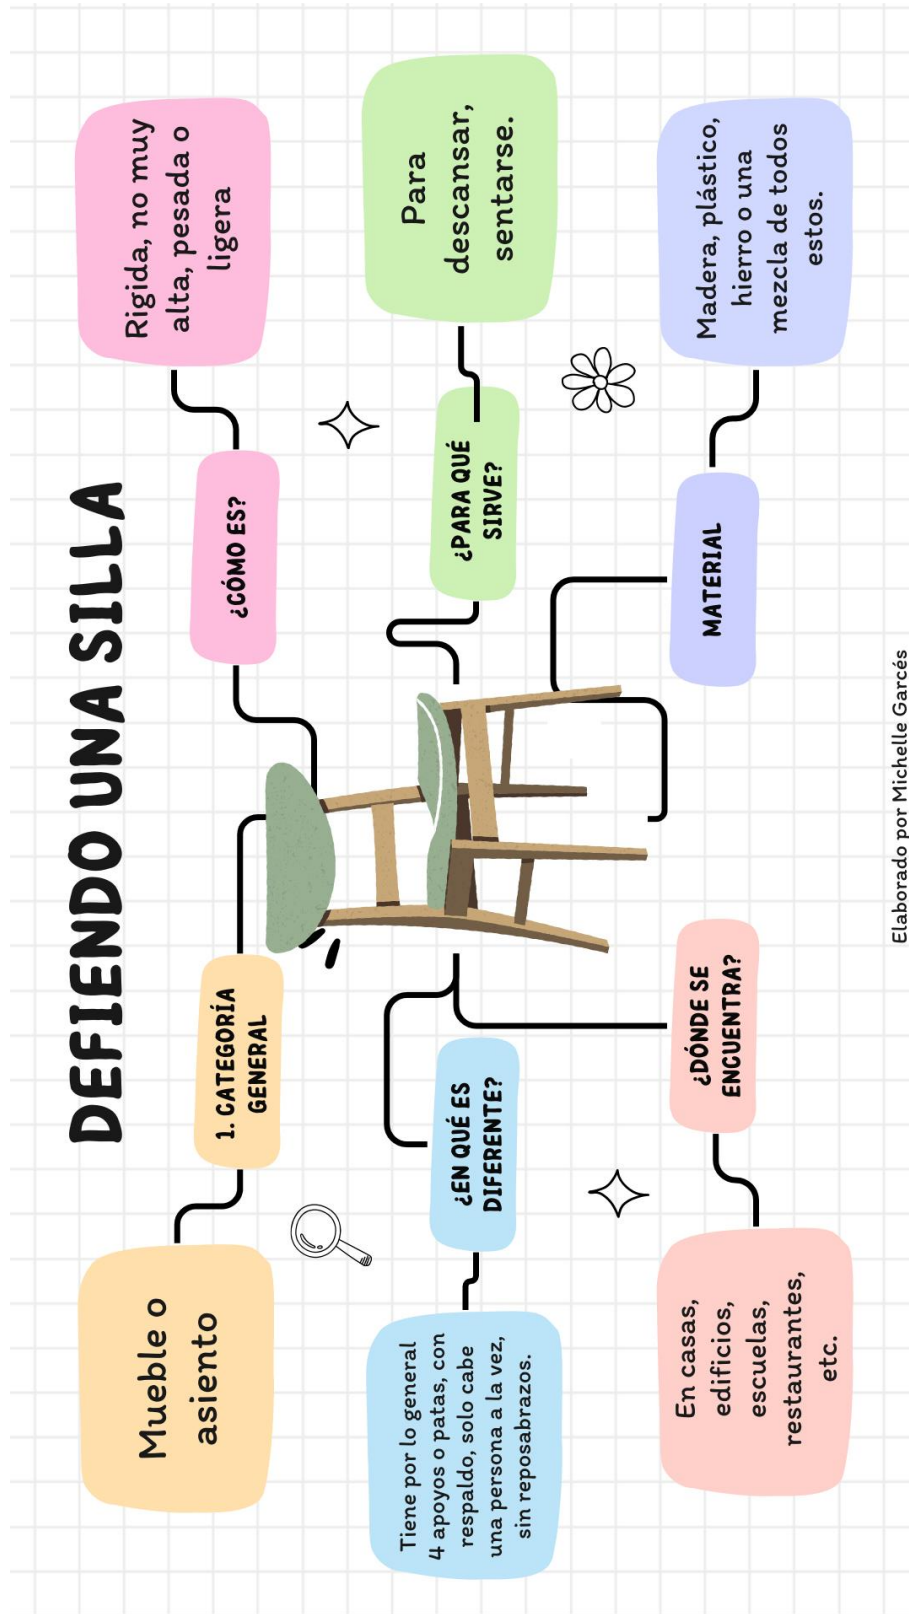 DEFIENDO UNA SILLA
1. CATEGORÍA
GENERAL
Mueble o
asiento
¿CÓMO ES?
Rigida, no muy
alta, pesada o
ligera
¿EN QUÉ ES
DIFERENTE?
Tiene por lo general
4 apoyos o patas, con
respaldo, solo cabe
una persona a la vez,
sin reposabrazos.
¿PARA QUÉ
SIRVE?
Para
descansar,
sentarse.
¿DÓNDE SE
ENCUENTRA?
En casas,
edificios,
escuelas,
restaurantes,
etc.
MATERIAL
Madera, plástico,
hierro o una
mezcla de todos
estos.
Elaborado por Michelle Garcés